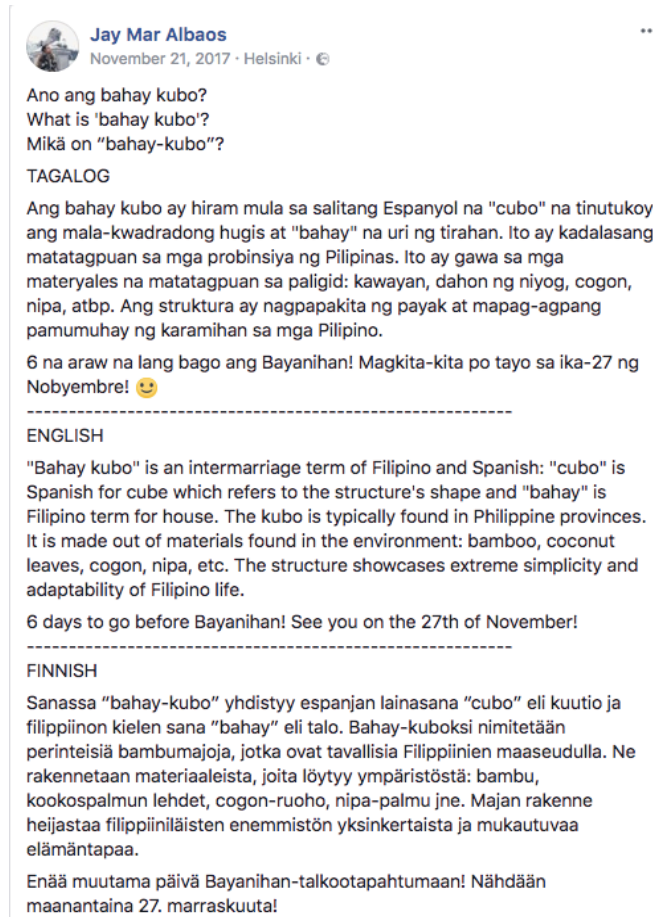 Jay Mar Albaos
November 21, 2017 · Helsinki ·
Ano ang bahay kubo?
What is 'bahay kubo'?
Mikä on “bahay-kubo”?
TAGALOG
Ang bahay kubo ay hiram mula sa salitang Espanyol na "cubo" na tinutukoy
ang mala-kwadradong hugis at "bahay" na uri ng tirahan. Ito ay kadalasang
matatagpuan sa mga probinsiya ng Pilipinas. Ito ay gawa sa mga
materyales na matatagpuan sa paligid: kawayan, dahon ng niyog, cogon,
nipa, atbp. Ang struktura ay nagpapakita ng payak at mapag-agpang
pamumuhay ng karamihan sa mga Pilipino.
6 na araw na lang bago ang Bayanihan! Magkita-kita po tayo sa ika-27 ng
Nobyembre! 🙂
----------------------------------------------------------
ENGLISH
"Bahay kubo" is an intermarriage term of Filipino and Spanish: "cubo" is
Spanish for cube which refers to the structure's shape and "bahay" is
Filipino term for house. The kubo is typically found in Philippine provinces.
It is made out of materials found in the environment: bamboo, coconut
leaves, cogon, nipa, etc. The structure showcases extreme simplicity and
adaptability of Filipino life.
6 days to go before Bayanihan! See you on the 27th of November!
----------------------------------------------------------
FINNISH
Sanassa “bahay-kubo” yhdistyy espanjan lainasana “cubo” eli kuutio ja
filippiinon kielen sana “bahay” eli talo. Bahay-kuboksi nimitetään
perinteisiä bambumajoja, jotka ovat tavallisia Filippiinien maaseudulla. Ne
rakennetaan materiaaleista, joita löytyy ympäristöstä: bambu,
kookospalmun lehdet, cogon-ruoho, nipa-palmu jne. Majan rakenne
heijastaa filippiiniläisten enemmistön yksinkertaista ja mukautuvaa
elämäntapaa.
Enää muutama päivä Bayanihan-talkootapahtumaan! Nähdään
maanantaina 27. marraskuuta!